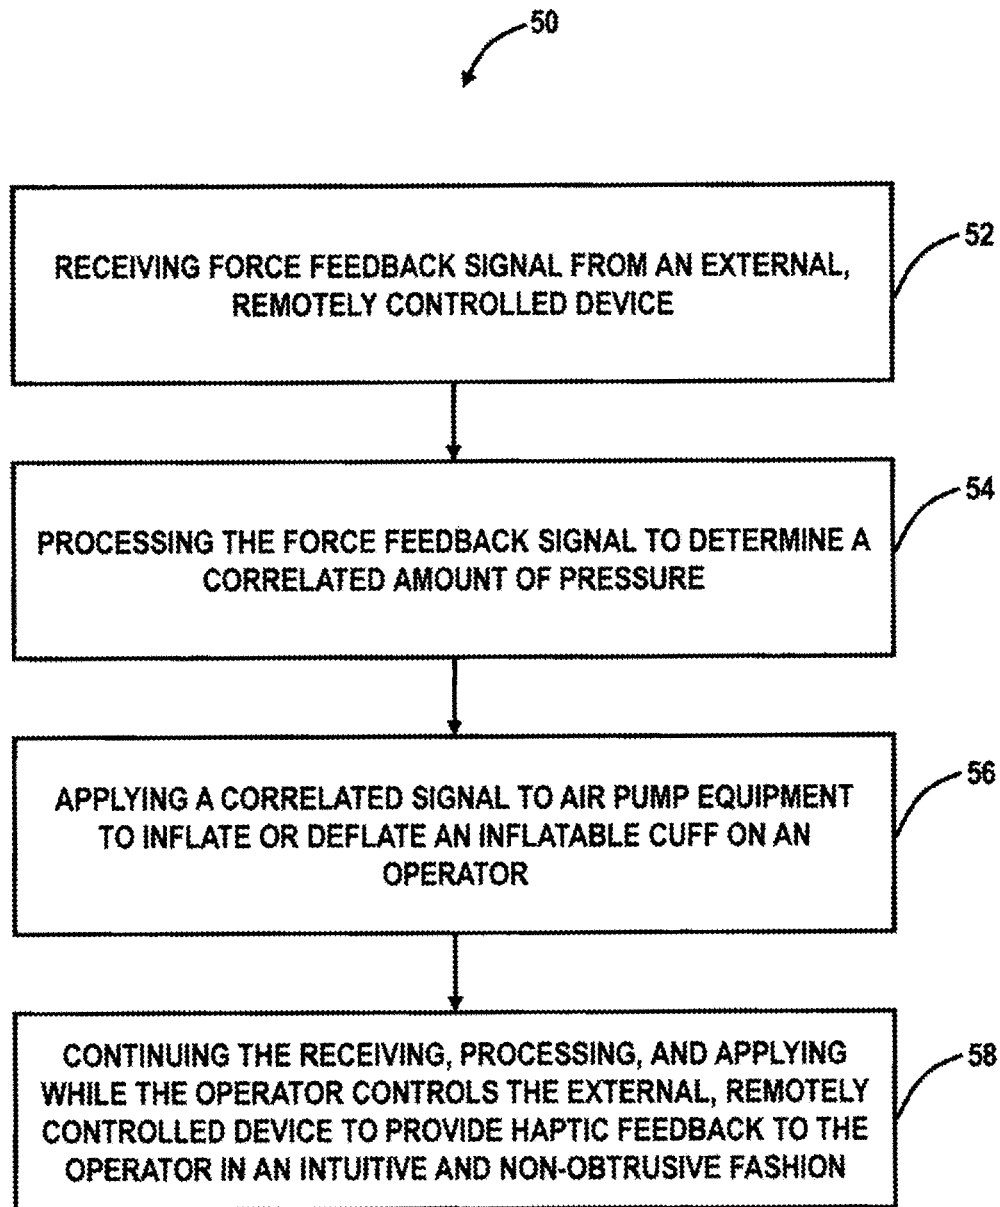 50
RECEIVING FORCE FEEDBACK SIGNAL FROM AN EXTERNAL,
REMOTELY CONTROLLED DEVICE
52
PROCESSING THE FORCE FEEDBACK SIGNAL TO DETERMINE A
CORRELATED AMOUNT OF PRESSURE
54
APPLYING A CORRELATED SIGNAL TO AIR PUMP EQUIPMENT
TO INFLATE OR DEFLATE AN INFLATABLE CUFF ON AN
OPERATOR
56
CONTINUING THE RECEIVING, PROCESSING, AND APPLYING
WHILE THE OPERATOR CONTROLS THE EXTERNAL, REMOTELY
CONTROLLED DEVICE TO PROVIDE HAPTIC FEEDBACK TO THE
OPERATOR IN AN INTUITIVE AND NON-OBTRUSIVE FASHION
58